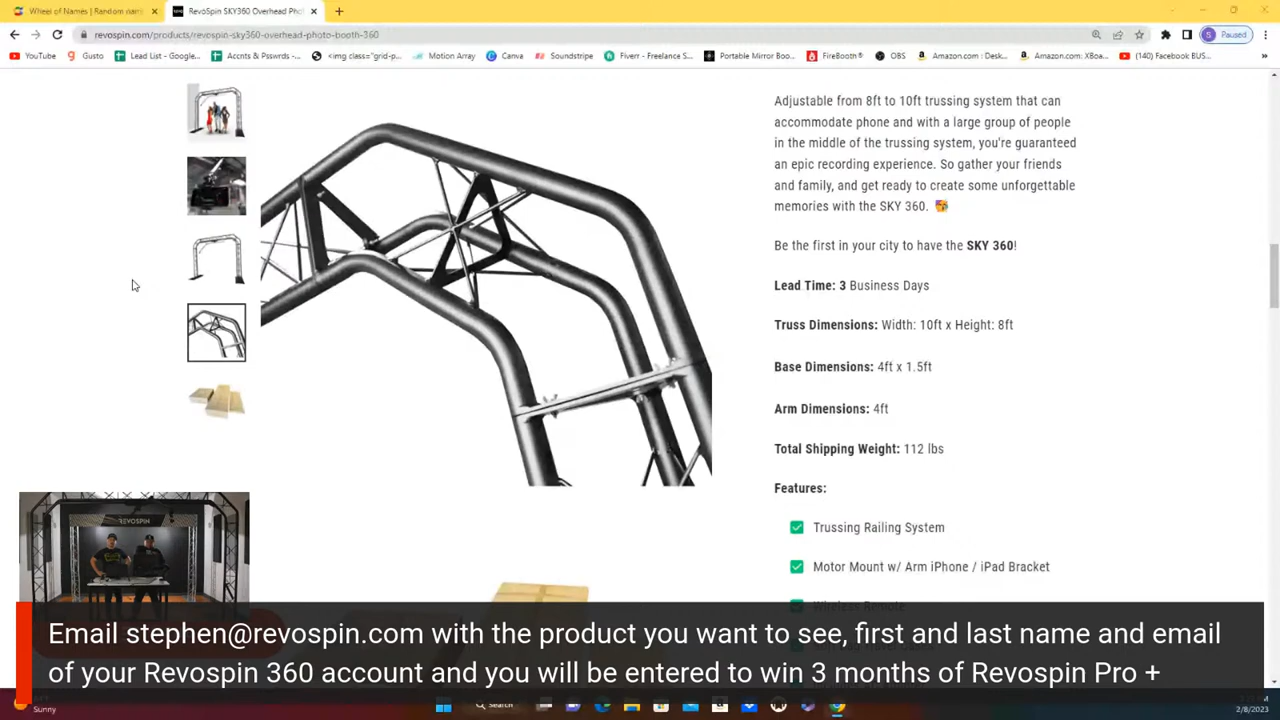 Wheel of Names | Random nam
RevoSpin SKY360 Overhead Pho
revospin.com/products/revospin-sky360-overhead-photo-booth-360
Paused
YouTube
Gusto
Lead List - Google...
Accnts & Psswrds -...
<img class="grid-p...
Motion Array
Canva
Soundstripe
Fiverr - Freelance S...
Portable Mirror Boo...
FireBooth®
OBS
Amazon.com : Desk...
Amazon.com: XBoa...
(140) Facebook BUS...
Adjustable from 8ft to 10ft trussing system that can
accommodate phone and with a large group of people
in the middle of the trussing system, you're guaranteed
an epic recording experience. So gather your friends
and family, and get ready to create some unforgettable
memories with the SKY 360.
Be the first in your city to have the SKY 360!
Lead Time: 3 Business Days
Truss Dimensions: Width: 10ft x Height: 8ft
Base Dimensions: 4ft x 1.5ft
Arm Dimensions: 4ft
Total Shipping Weight: 112 lbs
Features:
Trussing Railing System
Motor Mount w/ Arm iPhone / iPad Bracket
Wireless Remote
REVOSPIN
Email stephen@revospin.com with the product you want to see, first and last name and email
of your Revospin 360 account and you will be entered to win 3 months of Revospin Pro +
Sunny
Search
2/8/2023